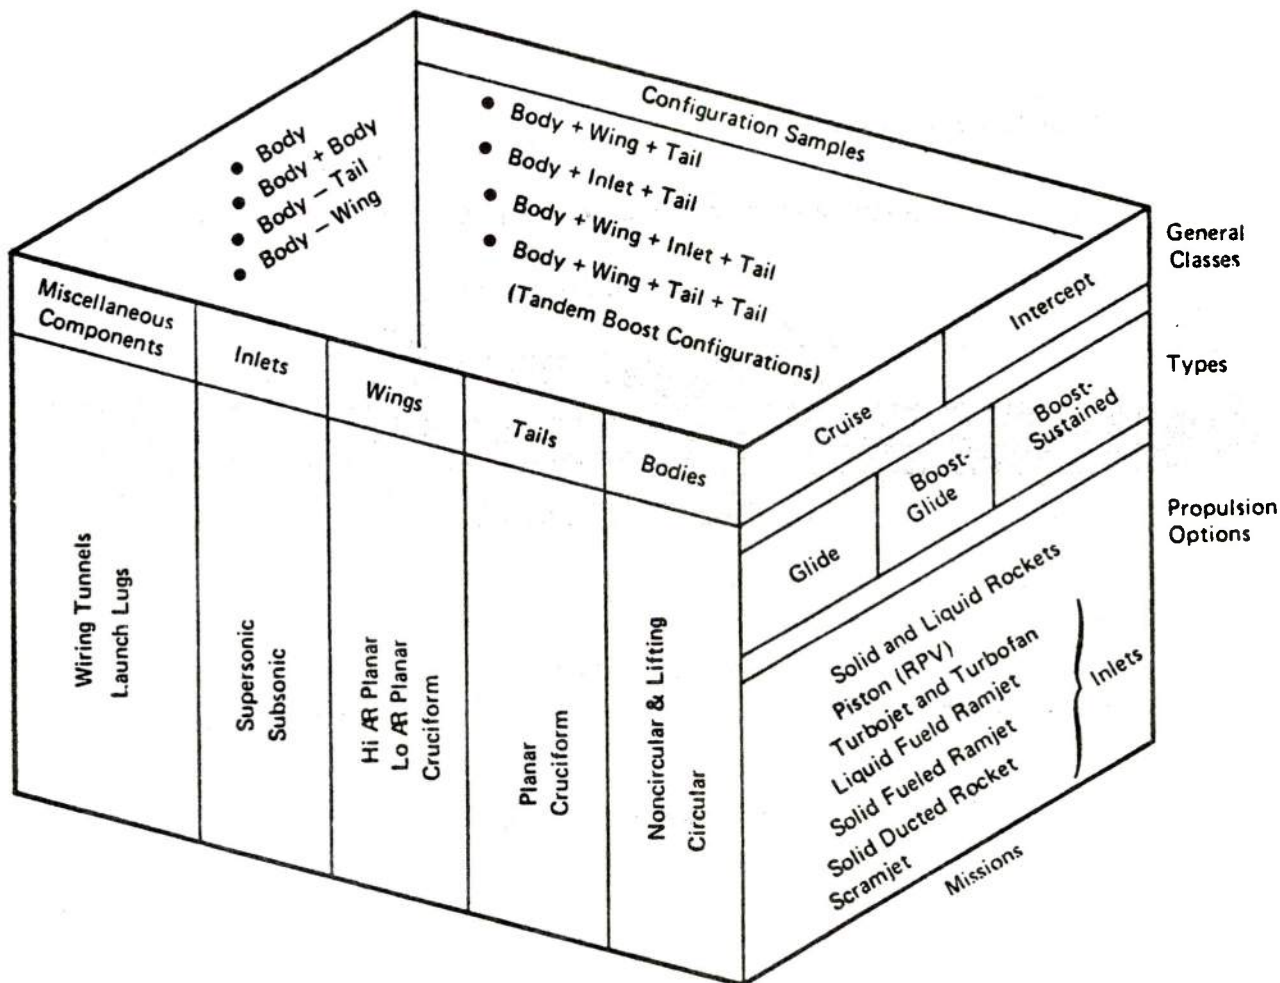 Configuration Samples
● Body
● Body + Body
● Body – Tail
● Body – Wing
● Body + Wing + Tail
● Body + Inlet + Tail
● Body + Wing + Inlet + Tail
● Body + Wing + Tail + Tail
(Tandem Boost Configurations)
Miscellaneous
Components
Inlets
Wings
Tails
Bodies
Wiring Tunnels
Launch Lugs
Supersonic
Subsonic
Hi AR Planar
Lo AR Planar
Cruciform
Planar
Cruciform
Noncircular & Lifting
Circular
General
Classes
Cruise
Intercept
Types
Glide
Boost-
Glide
Boost-
Sustained
Propulsion
Options
Solid and Liquid Rockets
Piston (RPV)
Turbojet and Turbofan
Liquid Fueld Ramjet
Solid Fueled Ramjet
Solid Ducted Rocket
Scramjet
Inlets
Missions